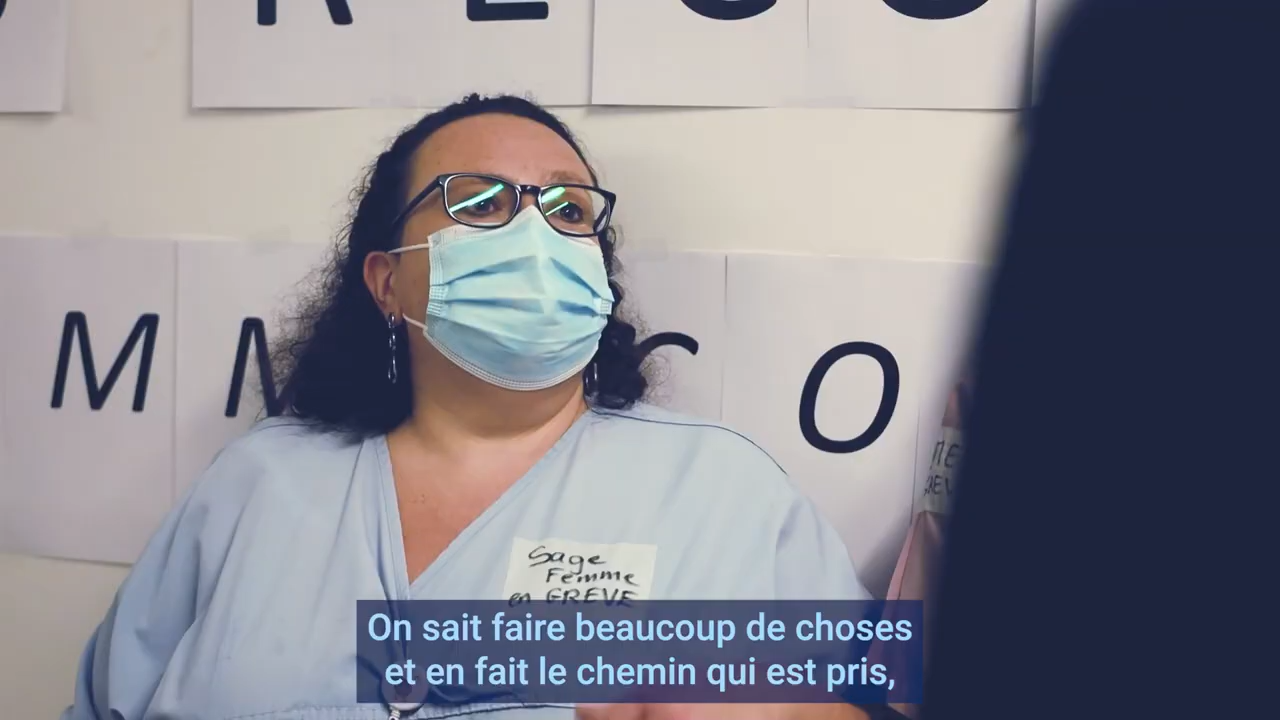 M M C O
Sage
Femme
en GREVE
On sait faire beaucoup de choses
et en fait le chemin qui est pris,